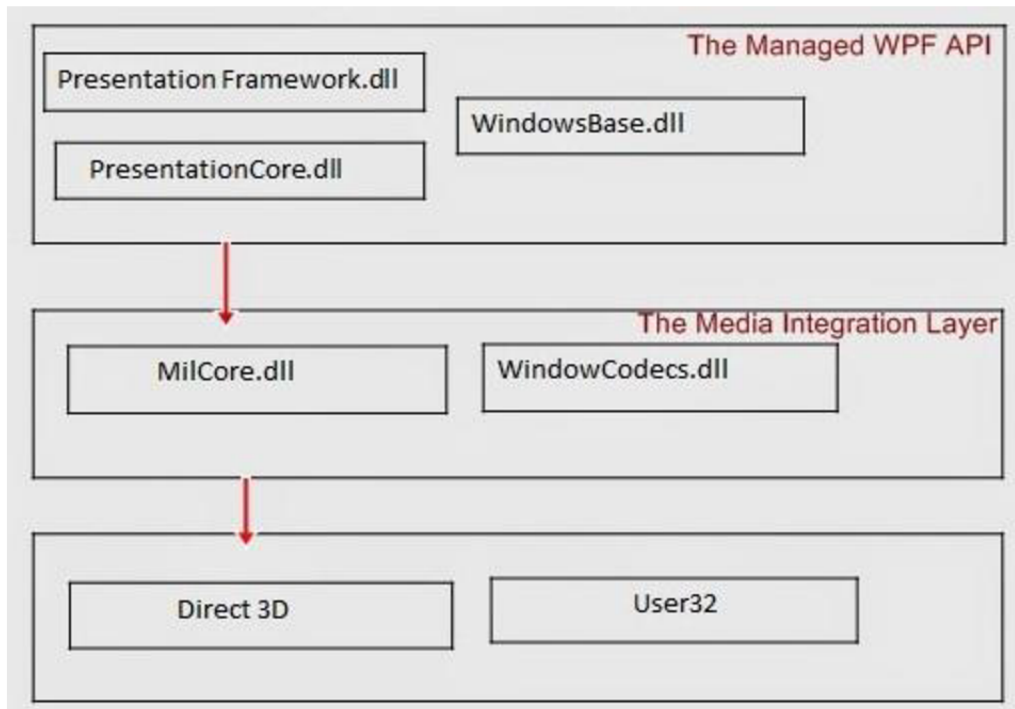 The Managed WPF API
Presentation Framework.dll
WindowsBase.dll
PresentationCore.dll
The Media Integration Layer
MilCore.dll
WindowCodecs.dll
Direct 3D
User32